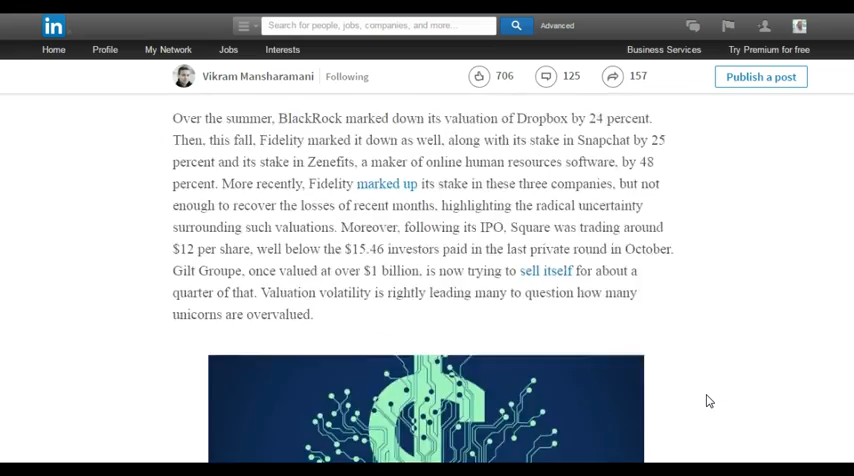 in
Search for people, jobs, companies, and more...
Advanced
Home Profile My Network Jobs Interests Business Services Try Premium for free
Vikram Mansharamani Following 706 125 157 Publish a post
Over the summer, BlackRock marked down its valuation of Dropbox by 24 percent.
Then, this fall, Fidelity marked it down as well, along with its stake in Snapchat by 25
percent and its stake in Zenefits, a maker of online human resources software, by 48
percent. More recently, Fidelity marked up its stake in these three companies, but not
enough to recover the losses of recent months, highlighting the radical uncertainty
surrounding such valuations. Moreover, following its IPO, Square was trading around
$12 per share, well below the $15.46 investors paid in the last private round in October.
Gilt Groupe, once valued at over $1 billion, is now trying to sell itself for about a
quarter of that. Valuation volatility is rightly leading many to question how many
unicorns are overvalued.